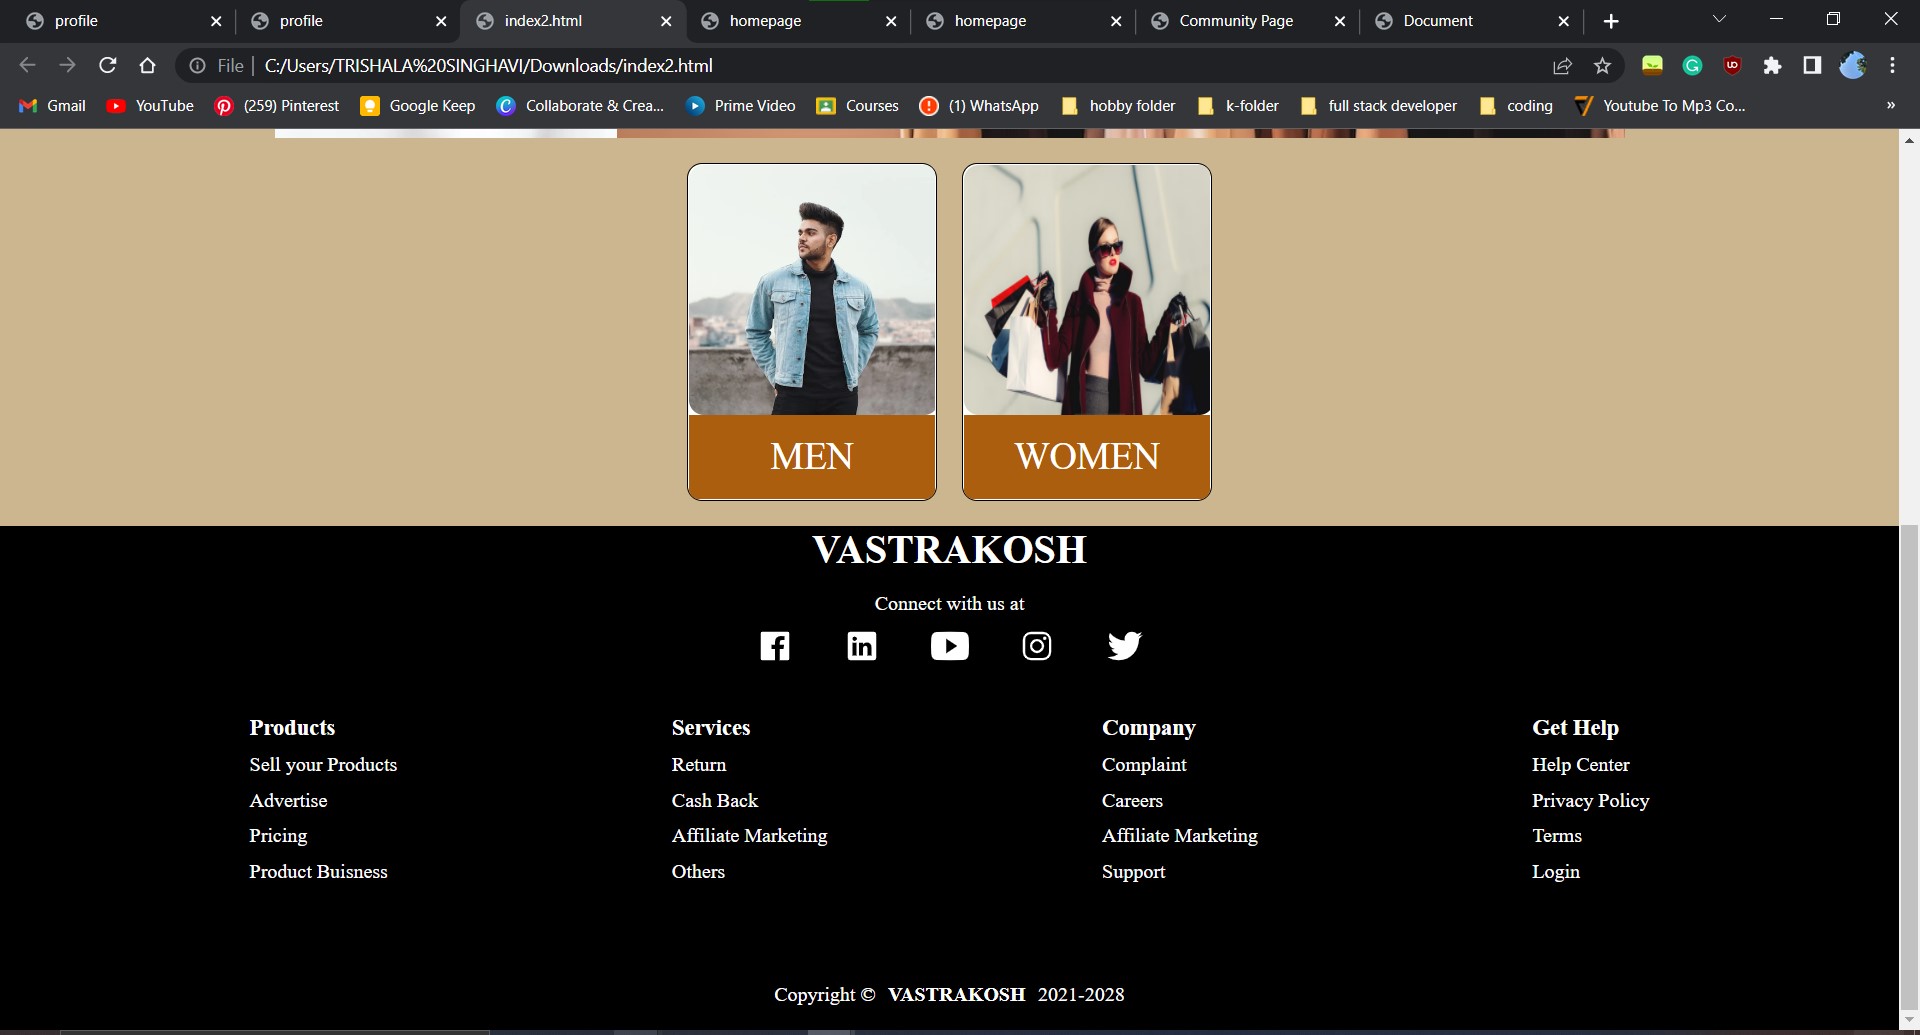 profile
profile
index2.html
homepage
homepage
Community Page
Document
File
C:/Users/TRISHALA%20SINGHAVI/Downloads/index2.html
Gmail
YouTube
(259) Pinterest
Google Keep
Collaborate & Crea...
Prime Video
Courses
(1) WhatsApp
hobby folder
k-folder
full stack developer
coding
Youtube To Mp3 Co...
»
MEN
WOMEN
VASTRAKOSH
Connect with us at
Products
Sell your Products
Advertise
Pricing
Product Buisness
Services
Return
Cash Back
Affiliate Marketing
Others
Company
Complaint
Careers
Affiliate Marketing
Support
Get Help
Help Center
Privacy Policy
Terms
Login
Copyright © VASTRAKOSH 2021-2028